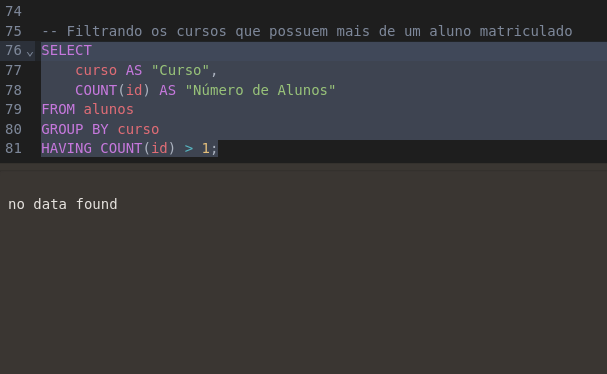 74
75 -- Filtrando os cursos que possuem mais de um aluno matriculado
76 SELECT
77     curso AS "Curso",
78     COUNT(id) AS "Número de Alunos"
79 FROM alunos
80 GROUP BY curso
81 HAVING COUNT(id) > 1;
no data found